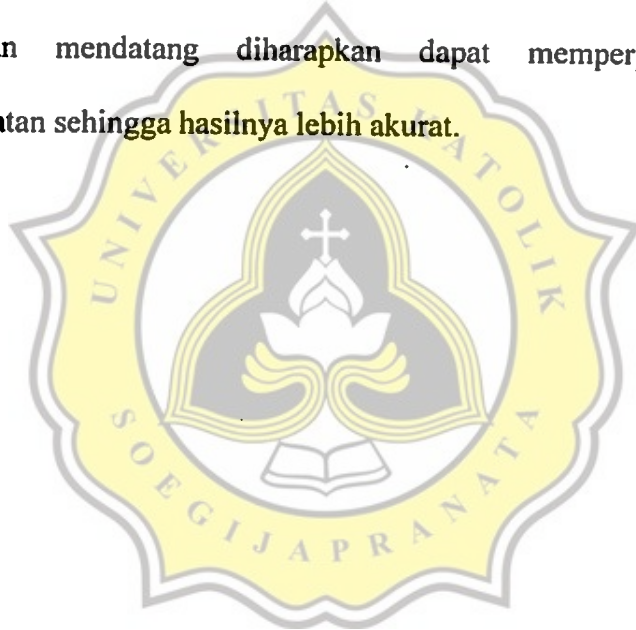 mendatang diharapkan dapat
sehingga hasilnya lebih akurat.
UNIVERSITAS KATOLIK
SOEGIJAPRANATA